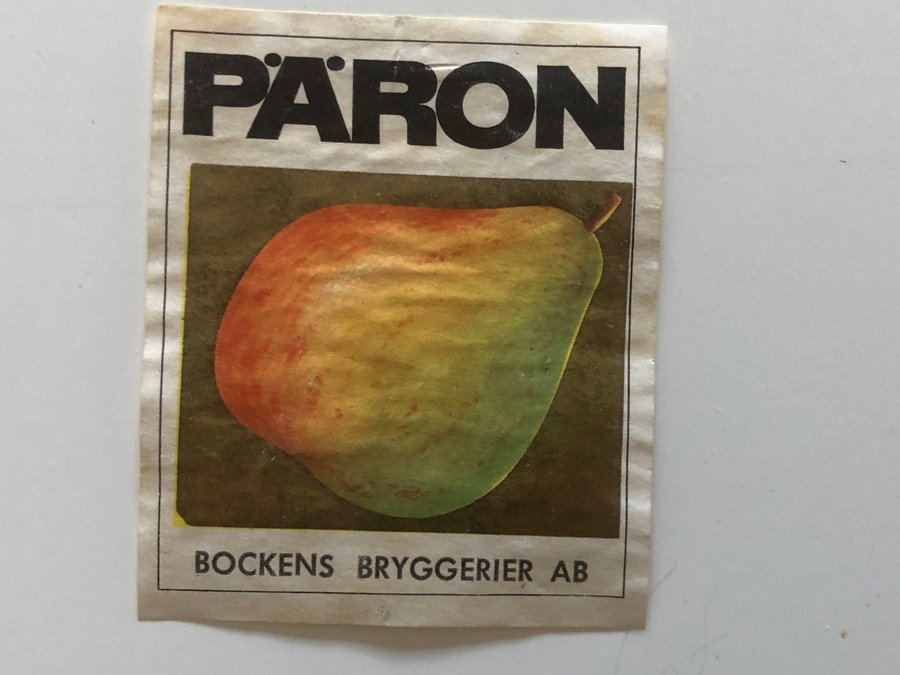 PÄRON
BOCKENS BRYGGERIER AB